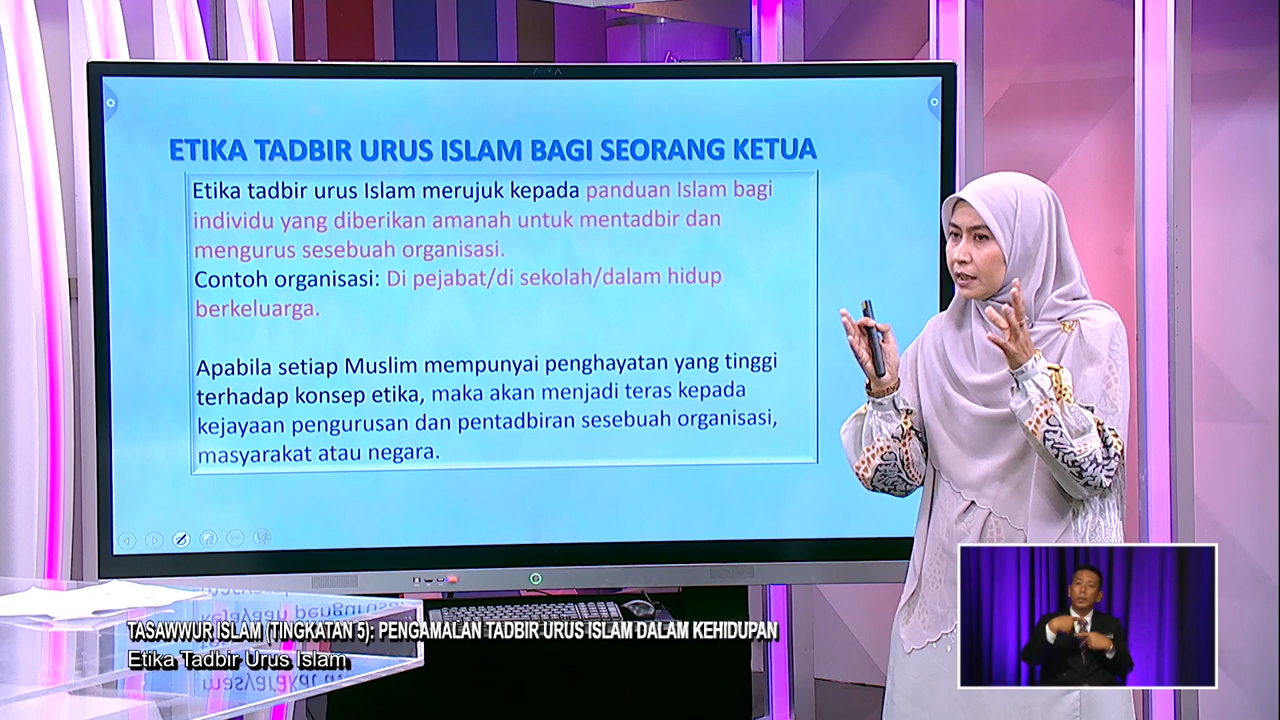 ETIKA TADBIR URUS ISLAM BAGI SEORANG KETUA
Etika tadbir urus Islam merujuk kepada panduan Islam bagi
individu yang diberikan amanah untuk mentadbir dan
mengurus sesebuah organisasi.
Contoh organisasi: Di pejabat/di sekolah/dalam hidup
berkeluarga.
Apabila setiap Muslim mempunyai penghayatan yang tinggi
terhadap konsep etika, maka akan menjadi teras kepada
kejayaan pengurusan dan pentadbiran sesebuah organisasi,
masyarakat atau negara.
TASAWWUR ISLAM (TINGKATAN 5): PENGAMALAN TADBIR URUS ISLAM DALAM KEHIDUPAN
Etika Tadbir Urus Islam